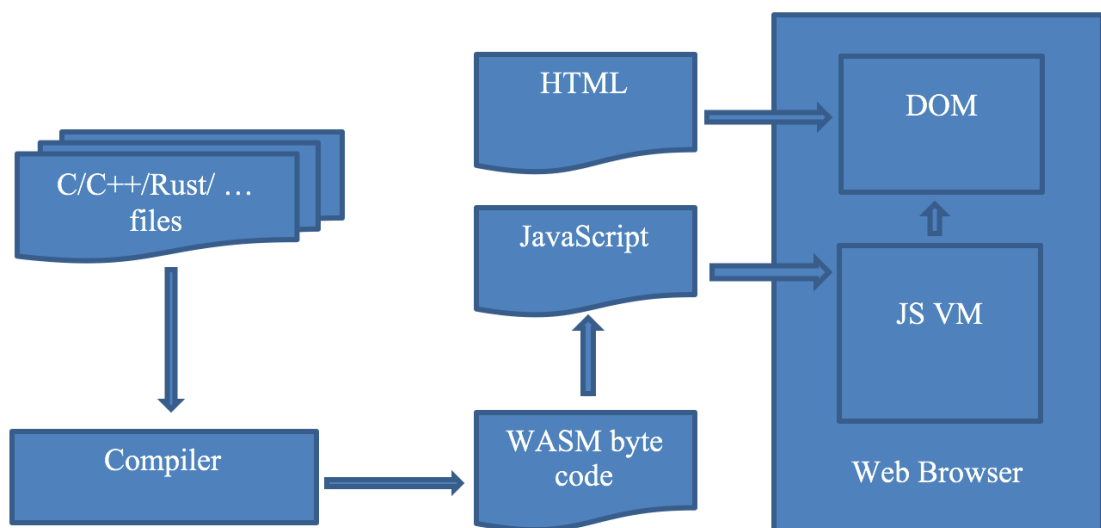 HTML
DOM
C/C++/Rust/ …
files
JavaScript
JS VM
Compiler
WASM byte
code
Web Browser